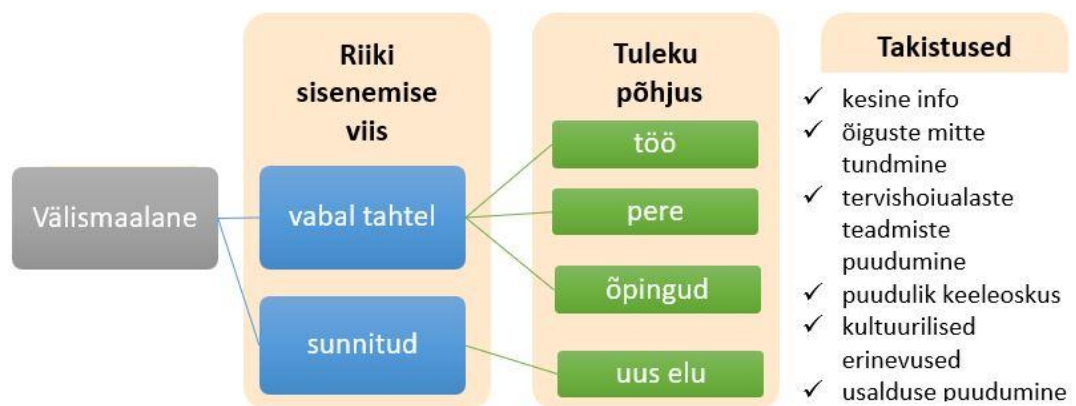 Riiki
sisenemise
viis
Tuleku
põhjus
Takistused
Välismaalane
vabal tahtel
sunnitud
töö
pere
õpingud
uus elu
✓ kesine info
✓ õiguste mitte
tundmine
✓ tervishoiualaste
teadmiste
puudumine
✓ puudulik keeleoskus
✓ kultuurilised
erinevused
✓ usalduse puudumine